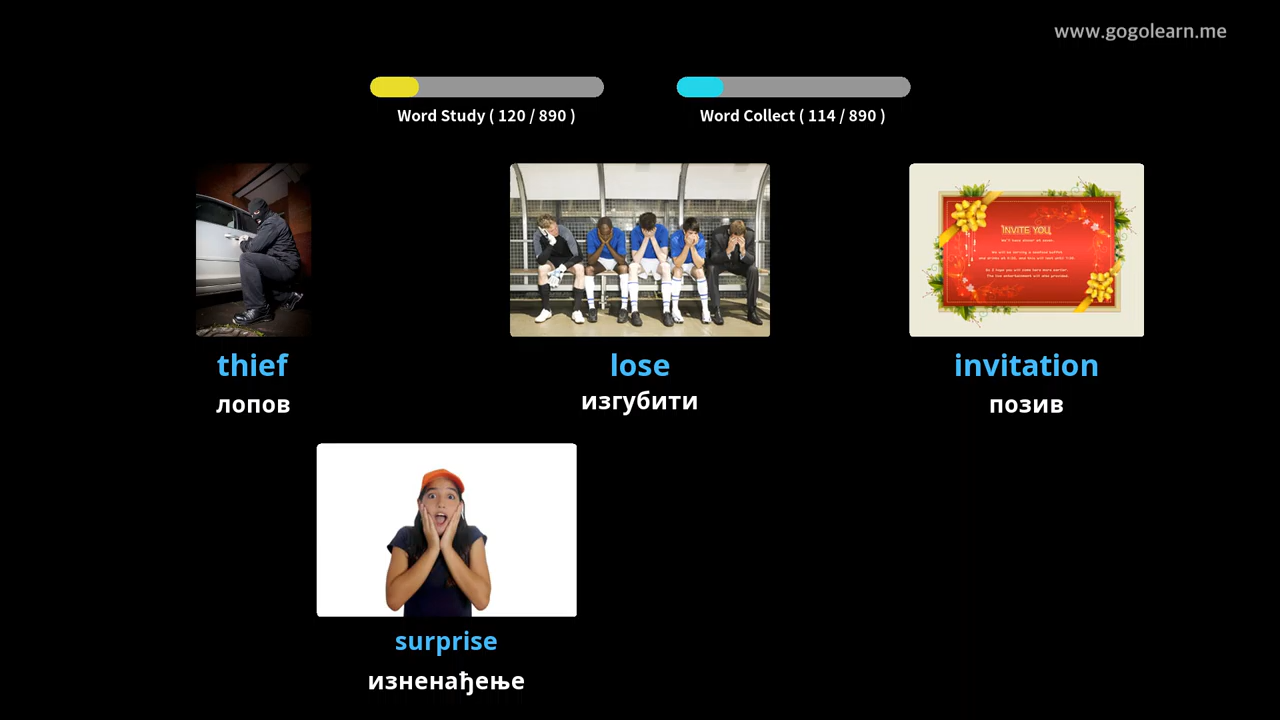 www.gogolearn.me
Word Study ( 120 / 890 )
Word Collect ( 114 / 890 )
INVITE YOU
thief
lose
invitation
лопов
изгубити
позив
surprise
изненађење